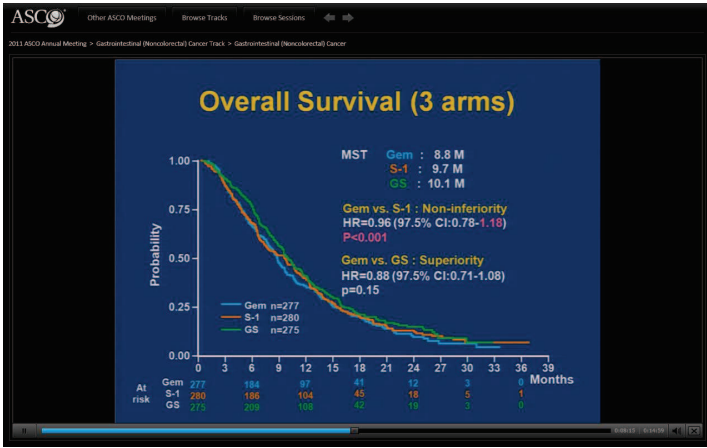 ASCO
Other ASCO Meetings
Browse Tracks
Browse Sessions
2011 ASCO Annual Meeting > Gastrointestinal (Noncolorectal) Cancer Track > Gastrointestinal (Noncolorectal) Cancer
Overall Survival (3 arms)
MST Gem : 8.8 M
S-1 : 9.7 M
GS : 10.1 M
Gem vs. S-1 : Non-inferiority
HR=0.96 (97.5% CI:0.78-1.18)
P<0.001
Gem vs. GS : Superiority
HR=0.88 (97.5% CI:0.71-1.08)
p=0.15
Probability
1.00
0.75
0.50
0.25
0.00
Gem n=277
S-1 n=280
GS n=275
0 3 6 9 12 15 18 21 24 27 30 33 36 39
Months
At risk
Gem 277 184 97 41 12 3 0
S-1 280 186 104 45 18 5 1
GS 275 209 108 42 19 3 0